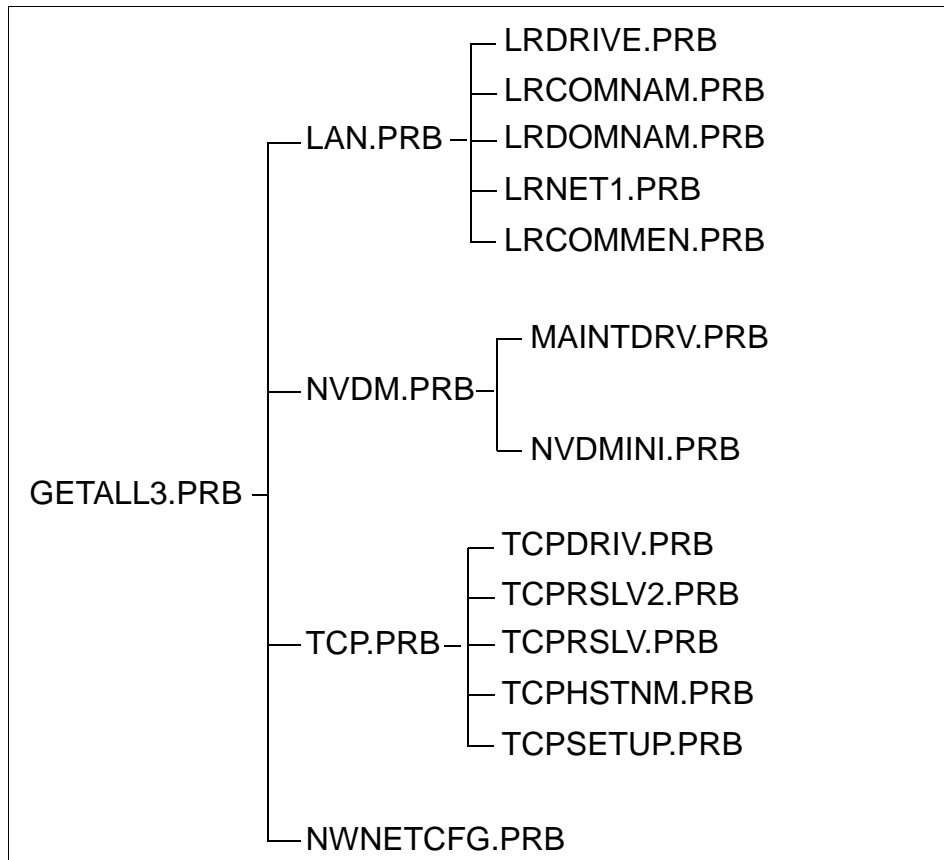 LRDRIVE.PRB
LRCOMNAM.PRB
LAN.PRB
LRDOMNAM.PRB
LRNET1.PRB
LRCOMMEN.PRB
MAINTDRV.PRB
NVDM.PRB
NVDMINI.PRB
GETALL3.PRB
TCPDRIV.PRB
TCPRSLV2.PRB
TCP.PRB
TCPRSLV.PRB
TCPHSTNM.PRB
TCPSETUP.PRB
NWNETCFG.PRB